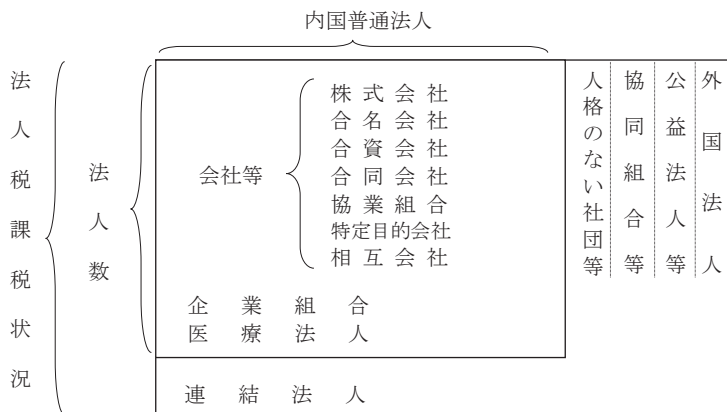 内国普通法人
法人税課税状況
法人数
会社等
株式会社
合名会社
合資会社
合同会社
協業組合
特定目的会社
相互会社
企業組合
医療法人
連結法人
人格のない社団等
協同組合等
公益法人等
外国法人